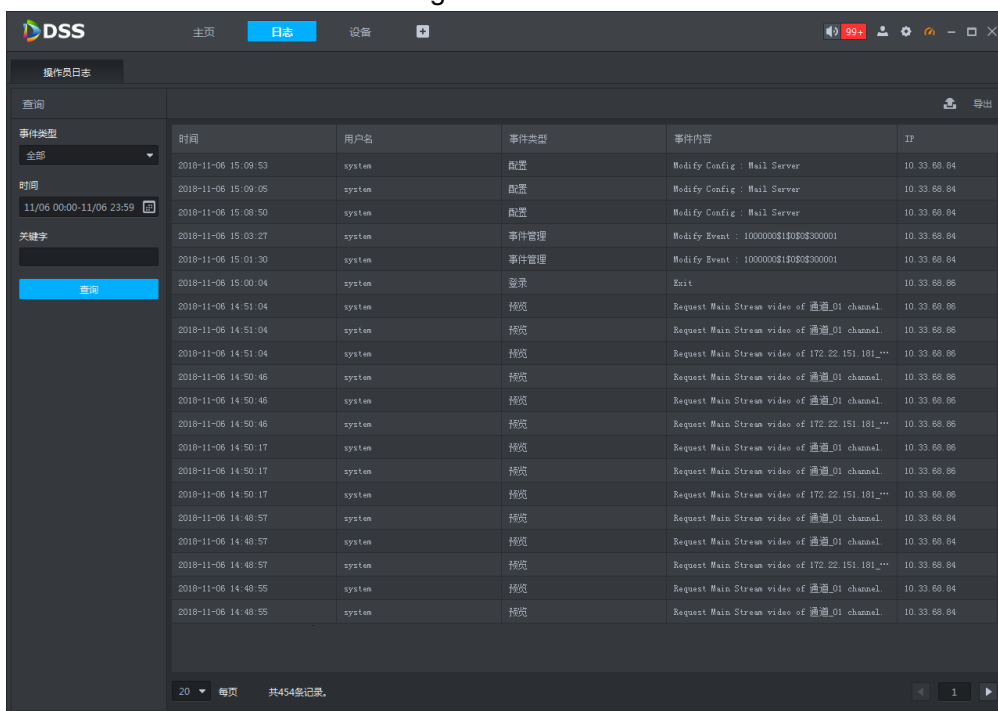 DSS 主页 日志 设备 99+
操作员日志
查询 导出
事件类型
全部
时间
11/06 00:00-11/06 23:59
关键字
查询
时间 用户名 事件类型 事件内容 IP
2018-11-06 15:09:53 system 配置 Modify Config : Mail Server 10.33.68.84
2018-11-06 15:09:05 system 配置 Modify Config : Mail Server 10.33.68.84
2018-11-06 15:08:50 system 配置 Modify Config : Mail Server 10.33.68.84
2018-11-06 15:03:27 system 事件管理 Modify Event : 1000000$1$0$0$300001 10.33.68.84
2018-11-06 15:01:30 system 事件管理 Modify Event : 1000000$1$0$0$300001 10.33.68.84
2018-11-06 15:00:04 system 登录 Exit 10.33.68.86
2018-11-06 14:51:04 system 预览 Request Main Stream video of 通道_01 channel. 10.33.68.86
2018-11-06 14:51:04 system 预览 Request Main Stream video of 通道_01 channel. 10.33.68.86
2018-11-06 14:51:04 system 预览 Request Main Stream video of 172.22.151.181_··· 10.33.68.86
2018-11-06 14:50:46 system 预览 Request Main Stream video of 通道_01 channel. 10.33.68.86
2018-11-06 14:50:46 system 预览 Request Main Stream video of 通道_01 channel. 10.33.68.86
2018-11-06 14:50:46 system 预览 Request Main Stream video of 172.22.151.181_··· 10.33.68.86
2018-11-06 14:50:17 system 预览 Request Main Stream video of 通道_01 channel. 10.33.68.86
2018-11-06 14:50:17 system 预览 Request Main Stream video of 通道_01 channel. 10.33.68.86
2018-11-06 14:50:17 system 预览 Request Main Stream video of 172.22.151.181_··· 10.33.68.86
2018-11-06 14:48:57 system 预览 Request Main Stream video of 通道_01 channel. 10.33.68.84
2018-11-06 14:48:57 system 预览 Request Main Stream video of 通道_01 channel. 10.33.68.84
2018-11-06 14:48:57 system 预览 Request Main Stream video of 172.22.151.181_··· 10.33.68.84
2018-11-06 14:48:55 system 预览 Request Main Stream video of 通道_01 channel. 10.33.68.84
2018-11-06 14:48:55 system 预览 Request Main Stream video of 通道_01 channel. 10.33.68.84
20 每页 共454条记录。 1